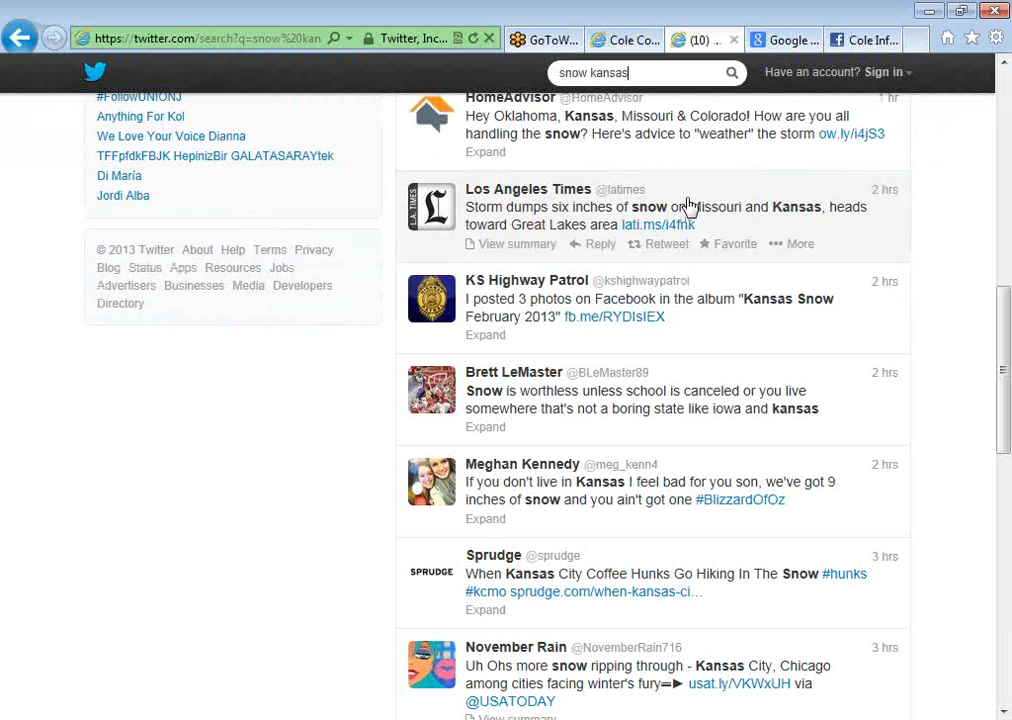 https://twitter.com/search?q=snow%20kan
Twitter, Inc...
GoToW...
Cole Co...
(10) ...
Google ...
Cole Inf...
snow kansas
Have an account? Sign in
#FollowUNIONJ
Anything For Kol
We Love Your Voice Dianna
TFFpfdkFBJK HepinizBir GALATASARAYtek
Di María
Jordi Alba
© 2013 Twitter About Help Terms Privacy
Blog Status Apps Resources Jobs
Advertisers Businesses Media Developers
Directory
HomeAdvisor @HomeAdvisor 1 hr
Hey Oklahoma, Kansas, Missouri & Colorado! How are you all
handling the snow? Here's advice to "weather" the storm ow.ly/i4jS3
Expand
L.A. TIMES
Los Angeles Times @latimes 2 hrs
Storm dumps six inches of snow on Missouri and Kansas, heads
toward Great Lakes area lati.ms/i4fnk
View summary Reply Retweet Favorite More
KS Highway Patrol @kshighwaypatrol 2 hrs
I posted 3 photos on Facebook in the album "Kansas Snow
February 2013" fb.me/RYDIsIEX
Expand
Brett LeMaster @BLeMaster89 2 hrs
Snow is worthless unless school is canceled or you live
somewhere that's not a boring state like iowa and kansas
Expand
Meghan Kennedy @meg_kenn4 2 hrs
If you don't live in Kansas I feel bad for you son, we've got 9
inches of snow and you ain't got one #BlizzardOfOz
Expand
SPRUDGE
Sprudge @sprudge 3 hrs
When Kansas City Coffee Hunks Go Hiking In The Snow #hunks
#kcmo sprudge.com/when-kansas-ci...
Expand
November Rain @NovemberRain716 3 hrs
Uh Ohs more snow ripping through - Kansas City, Chicago
among cities facing winter's fury═► usat.ly/VKWxUH via
@USATODAY
View summary